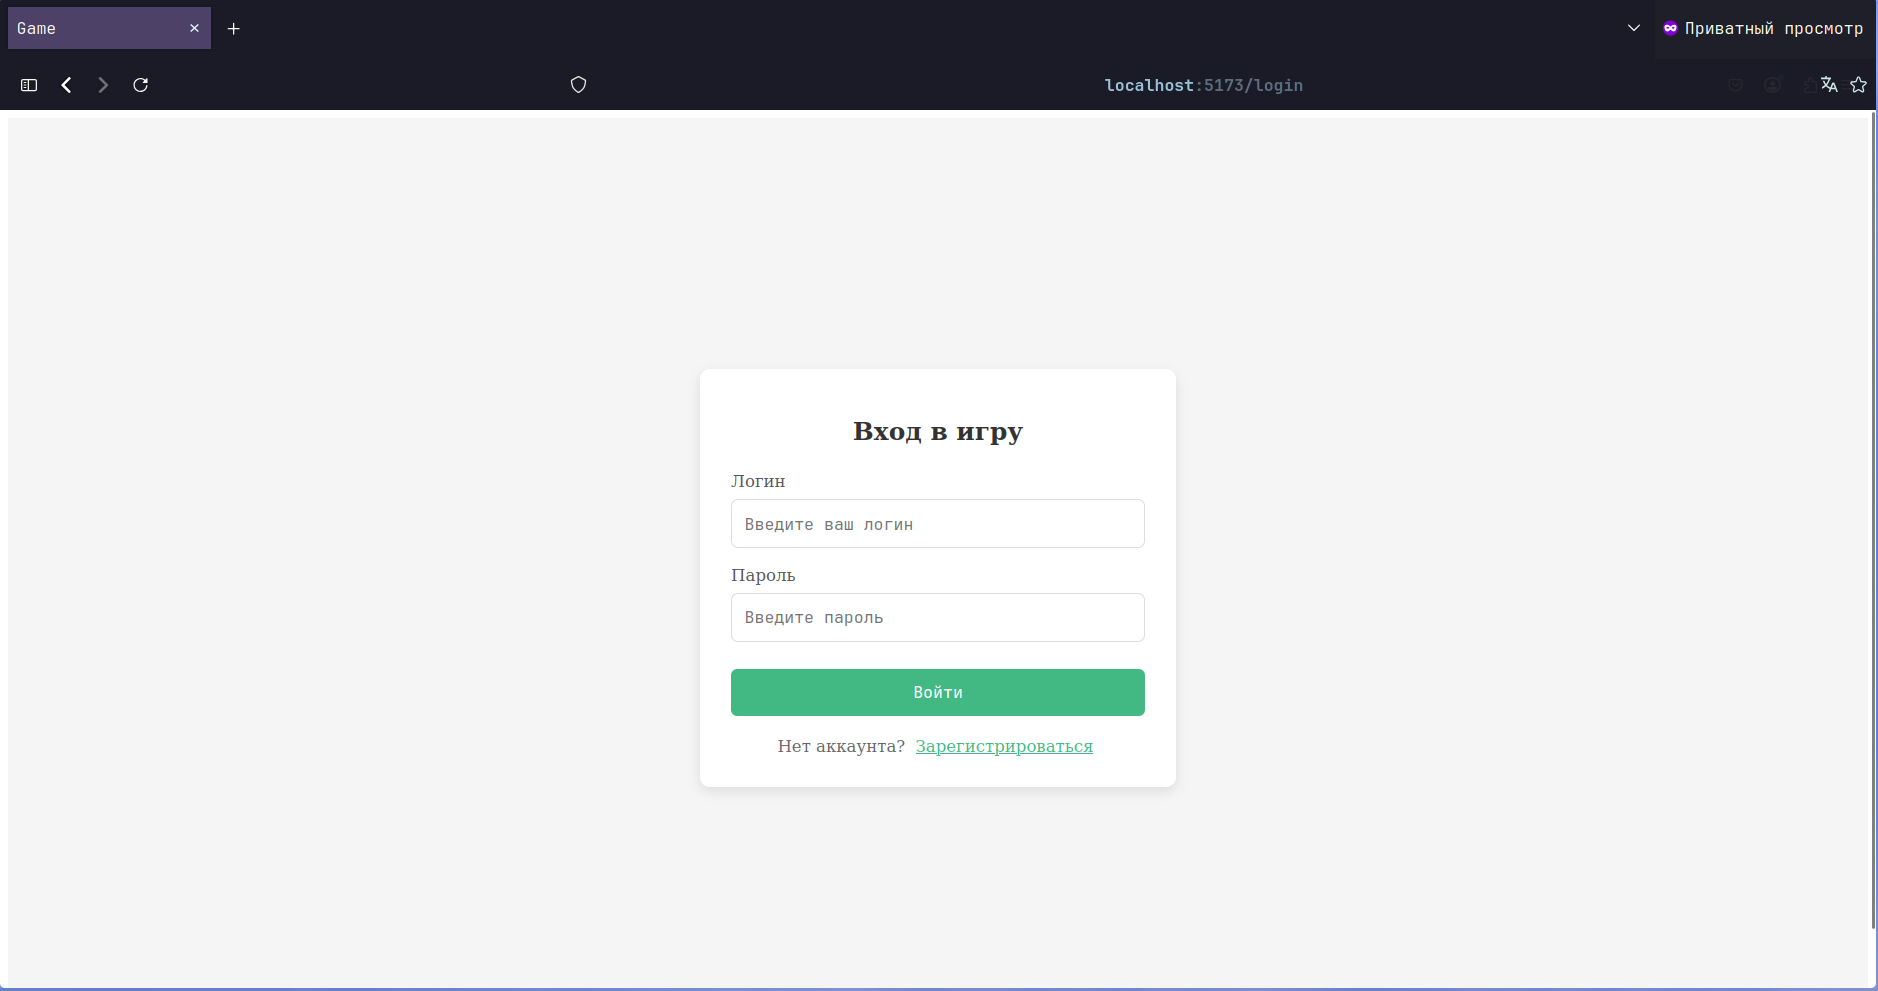 Game
Приватный просмотр
localhost:5173/login
Вход в игру
Логин
Введите ваш логин
Пароль
Введите пароль
Войти
Нет аккаунта? Зарегистрироваться